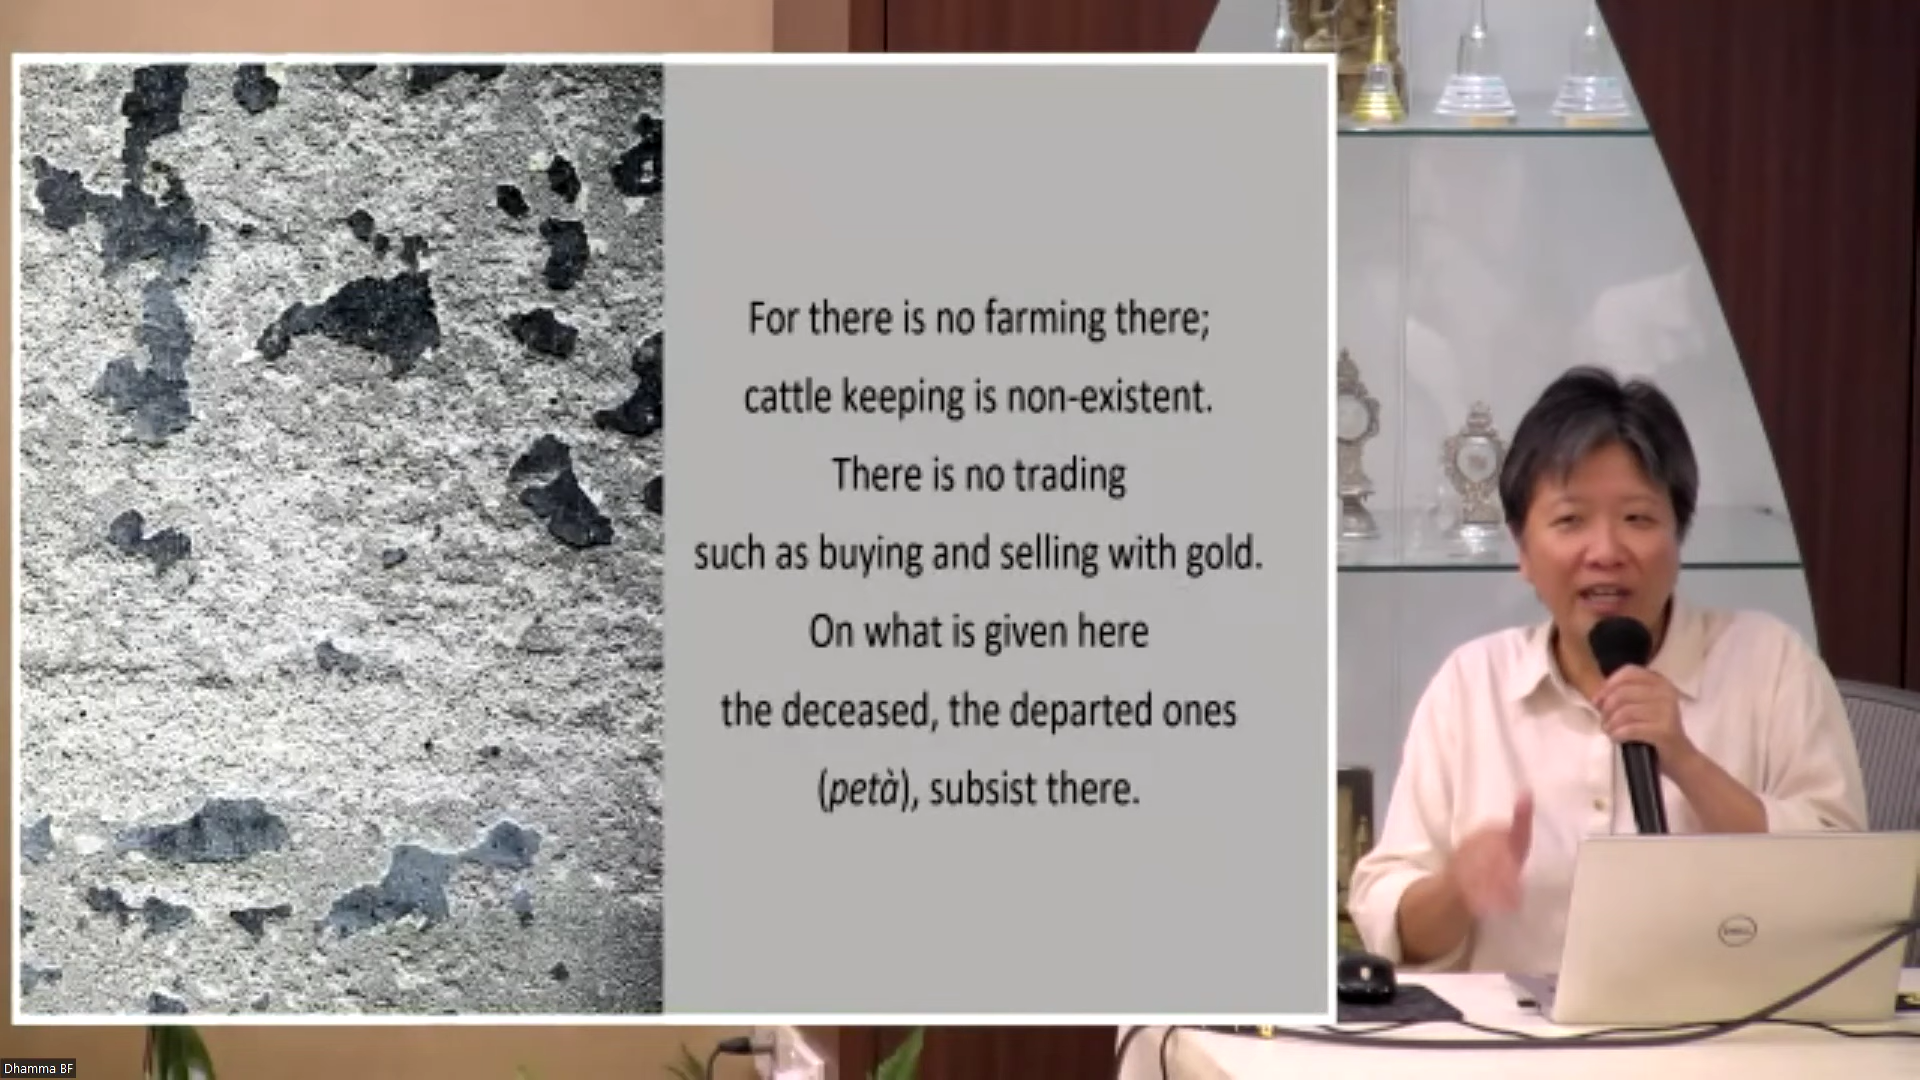 For there is no farming there;
cattle keeping is non-existent.
There is no trading
such as buying and selling with gold.
On what is given here
the deceased, the departed ones
(petà), subsist there.
DELL
Dhamma BF